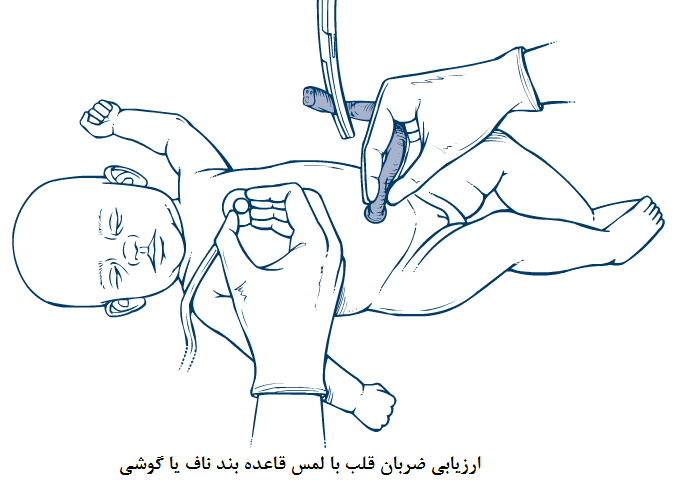 ارزیابی ضربان قلب با لمس قاعده بند ناف یا گوشی